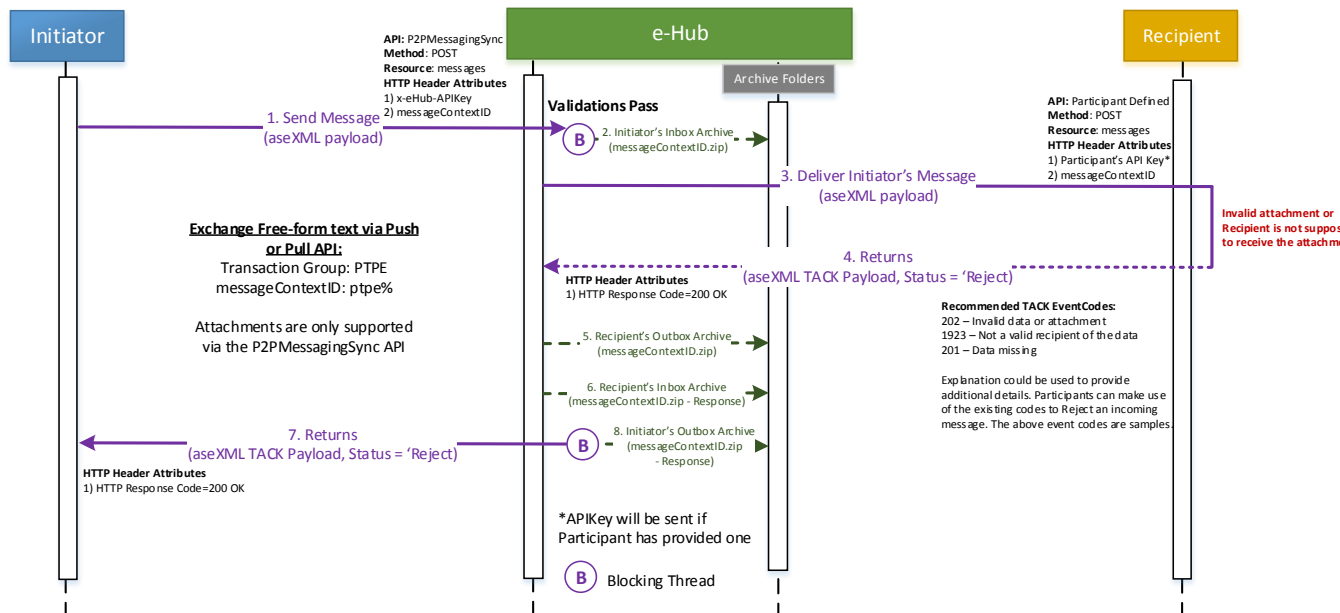 Initiator
e-Hub
Recipient
Archive Folders
API: P2PMessagingSync
Method: POST
Resource: messages
HTTP Header Attributes
1) x-eHub-APIKey
2) messageContextID
Validations Pass
1. Send Message
(aseXML payload)
B
2. Initiator's Inbox Archive
(messageContextID.zip)
API: Participant Defined
Method: POST
Resource: messages
HTTP Header Attributes
1) Participant's API Key*
2) messageContextID
3. Deliver Initiator's Message
(aseXML payload)
Invalid attachment or
Recipient is not suppos
to receive the attachm
Exchange Free-form text via Push
or Pull API:
Transaction Group: PTPE
messageContextID: ptpe%
Attachments are only supported
via the P2PMessagingSync API
4. Returns
(aseXML TACK Payload, Status = 'Reject)
HTTP Header Attributes
1) HTTP Response Code=200 OK
Recommended TACK EventCodes:
202 – Invalid data or attachment
1923 – Not a valid recipient of the data
201 – Data missing
Explanation could be used to provide
additional details. Participants can make use
of the existing codes to Reject an incoming
message. The above event codes are samples.
5. Recipient's Outbox Archive
(messageContextID.zip)
6. Recipient's Inbox Archive
(messageContextID.zip - Response)
7. Returns
(aseXML TACK Payload, Status = 'Reject)
B
8. Initiator's Outbox Archive
(messageContextID.zip
- Response)
HTTP Header Attributes
1) HTTP Response Code=200 OK
*APIKey will be sent if
Participant has provided one
B
Blocking Thread